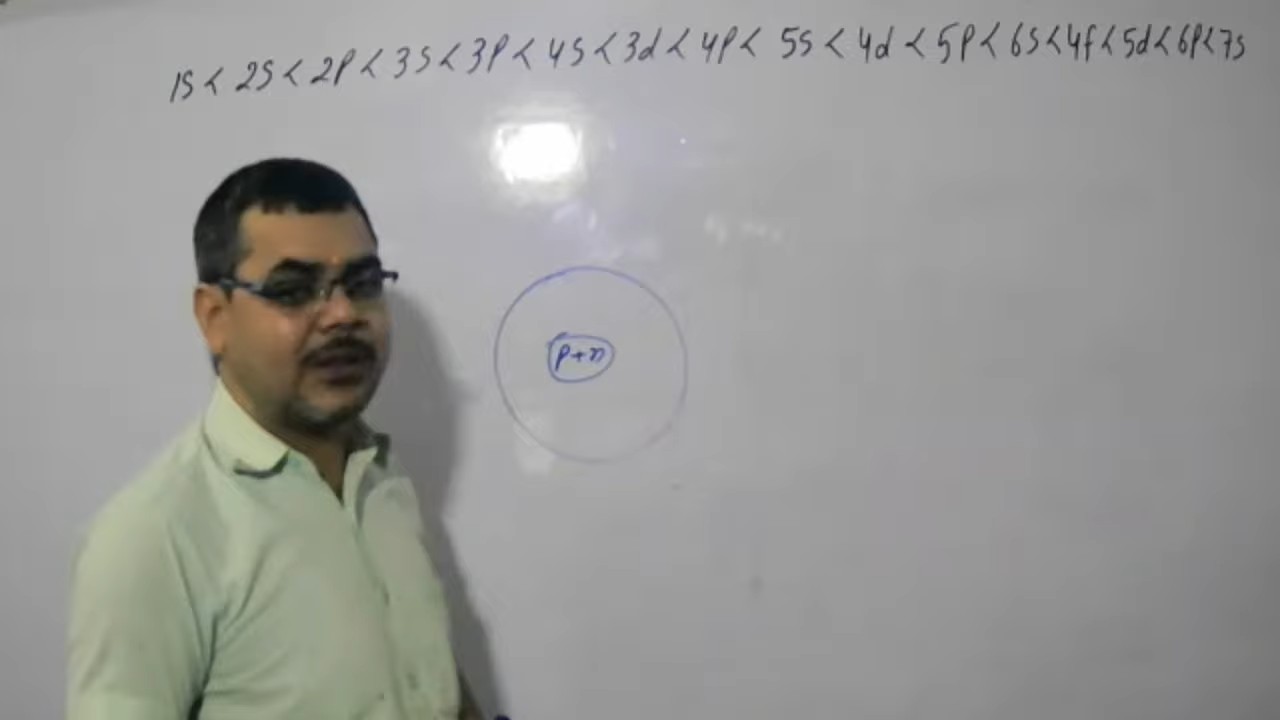 1s < 2s < 2p < 3s < 3p < 4s < 3d < 4p < 5s < 4d < 5p < 6s < 4f < 5d < 6p < 7s
p+n